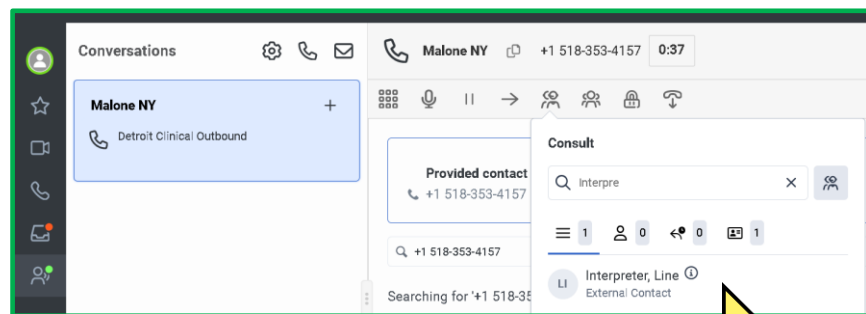 Conversations
Malone NY
Detroit Clinical Outbound
Malone NY +1 518-353-4157 0:37
Provided contact
+1 518-353-4157
+1 518-353-4157
Searching for '+1 518-35
Consult
Interpre
1 0 0 1
LI Interpreter, Line
External Contact